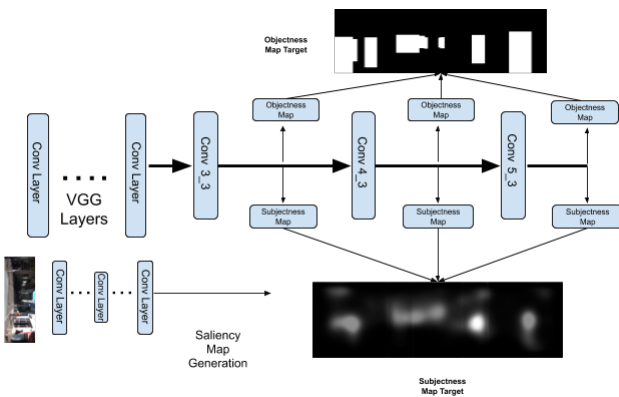 Objectness
Map Target
Objectness
Map
Objectness
Map
Objectness
Map
Conv Layer
VGG
Layers
Conv Layer
Conv 3_3
Conv 4_3
Conv 5_3
Subjectness
Map
Subjectness
Map
Subjectness
Map
Conv Layer
Conv Layer
Conv Layer
Saliency
Map
Generation
Subjectness
Map Target